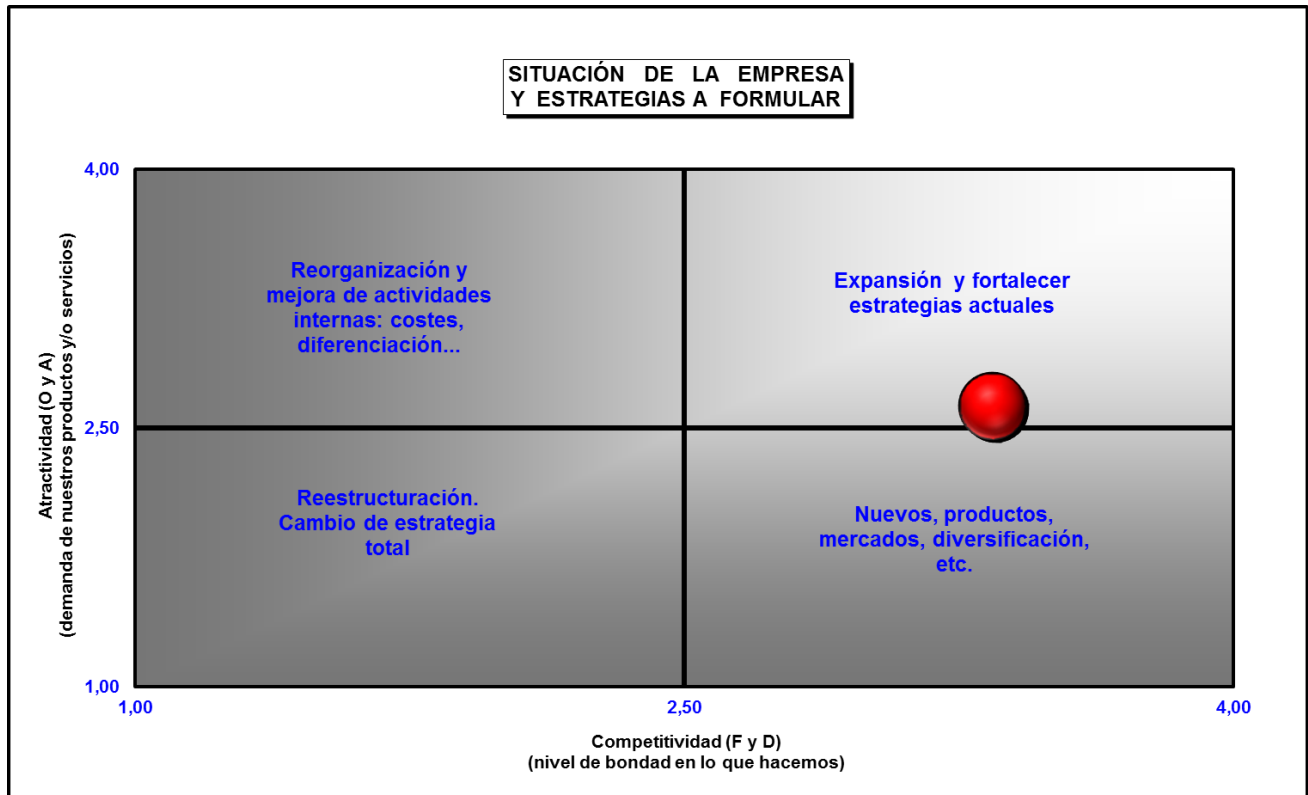 SITUACIÓN DE LA EMPRESA
Y ESTRATEGIAS A FORMULAR
4,00
Reorganización y
mejora de actividades
internas: costes,
diferenciación...
Expansión y fortalecer
estrategias actuales
Atractividad (O y A)
(demanda de nuestros productos y/o servicios)
2,50
Reestructuración.
Cambio de estrategia
total
Nuevos, productos,
mercados, diversificación,
etc.
1,00
1,00
2,50
4,00
Competitividad (F y D)
(nivel de bondad en lo que hacemos)